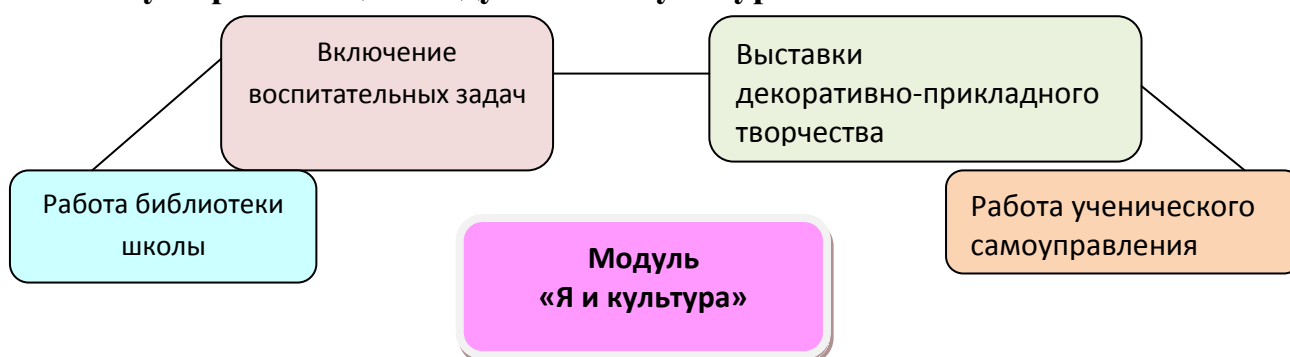 Включение
воспитательных задач
Выставки
декоративно-прикладного
творчества
Работа библиотеки
школы
Работа ученического
самоуправления
Модуль
«Я и культура»